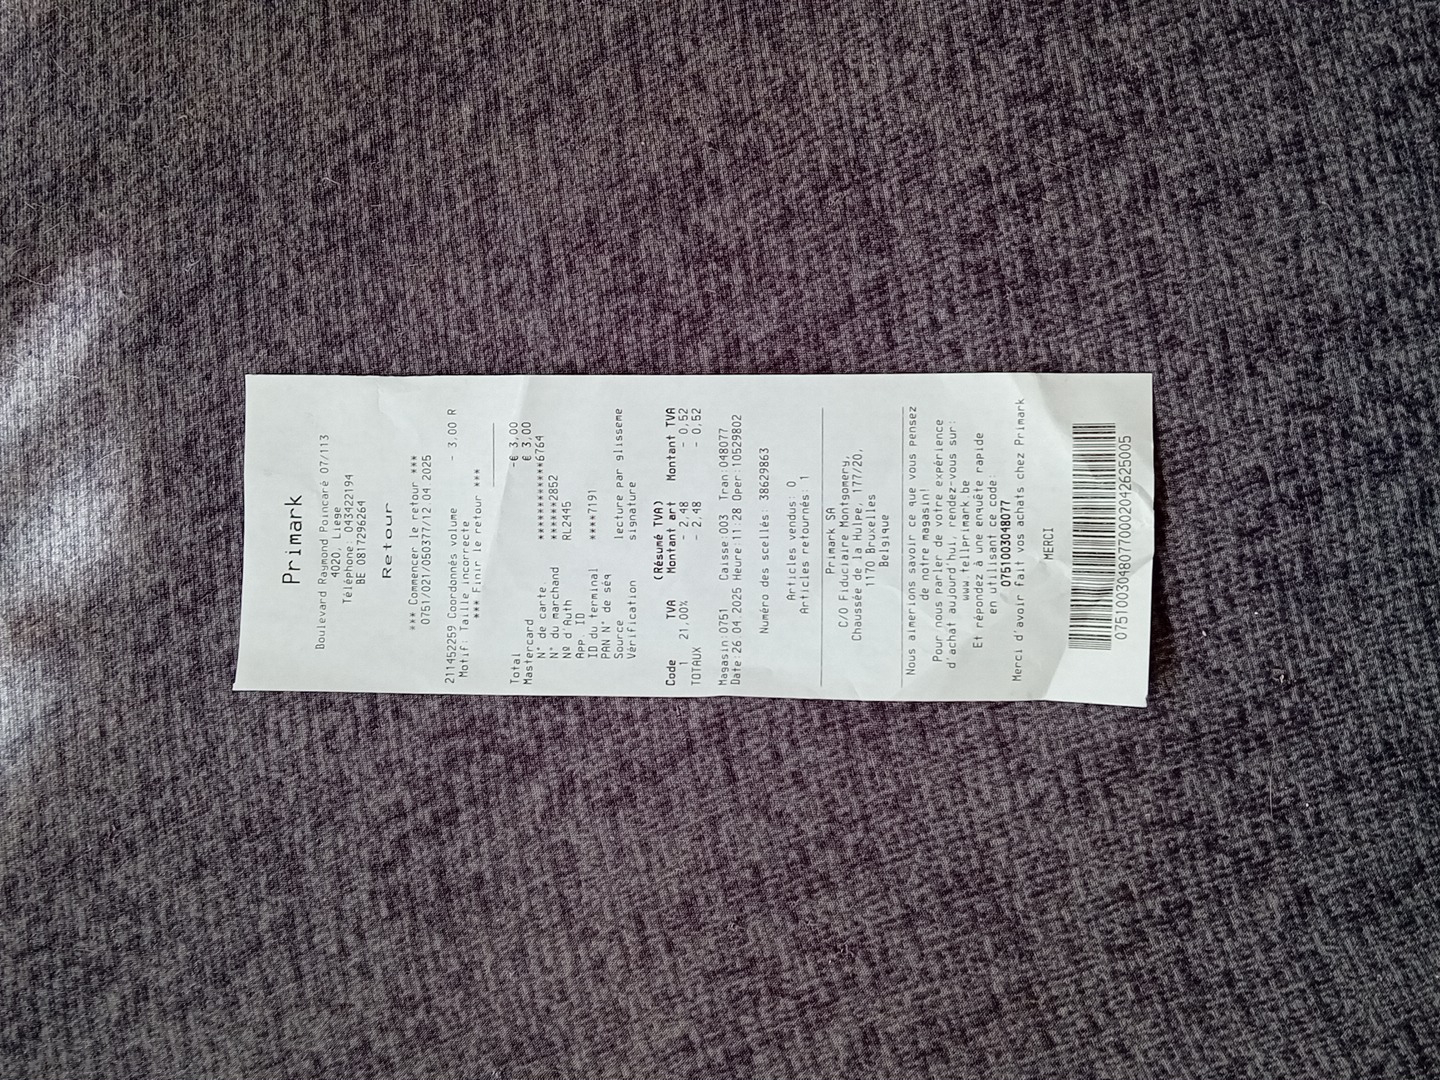 Primark
Boulevard Raymond Poincaré 07/113
4020, Liège
Téléphone :043422194
BE 0817296264
Retour
*** Commencer le retour ***
0751/021/050377/12 04 2025
211452259 Coordonnés volume - 3,00 R
Motif: Taille incorrecte
*** Finir le retour ***
Total -€ 3,00
Mastercard € 3,00
N° de carte. ************6764
N° du marchand ******2852
Nº d'Auth RL2445
App. ID
ID du terminal ****7191
PAN N° de séq
Source lecture par glisseme
Vérification signature
(Résumé TVA)
Code TVA Montant art Montant TVA
1 21,00% - 2,48 - 0,52
TOTAUX - 2,48 - 0,52
Magasin:0751 Caisse:003 Tran:048077
Date:26 04 2025 Heure:11:28 Oper:10529802
Numéro des scellés: 38629863
Articles vendus: 0
Articles retournés: 1
Primark SA
C/O Fiduciaire Montgomery,
Chaussée de la Hulpe, 177/20,
1170 Bruxelles
Belgique
Nous aimerions savoir ce que vous pensez
de notre magasin!
Pour nous parler de votre expérience
d'achat aujourd'hui, rendez vous sur:
www.tellprimark.be
Et répondez à une enquête rapide
en utilisant ce code:
0751003048077
Merci d'avoir fait vos achats chez Primark
MERCI
07510030480770002042625005